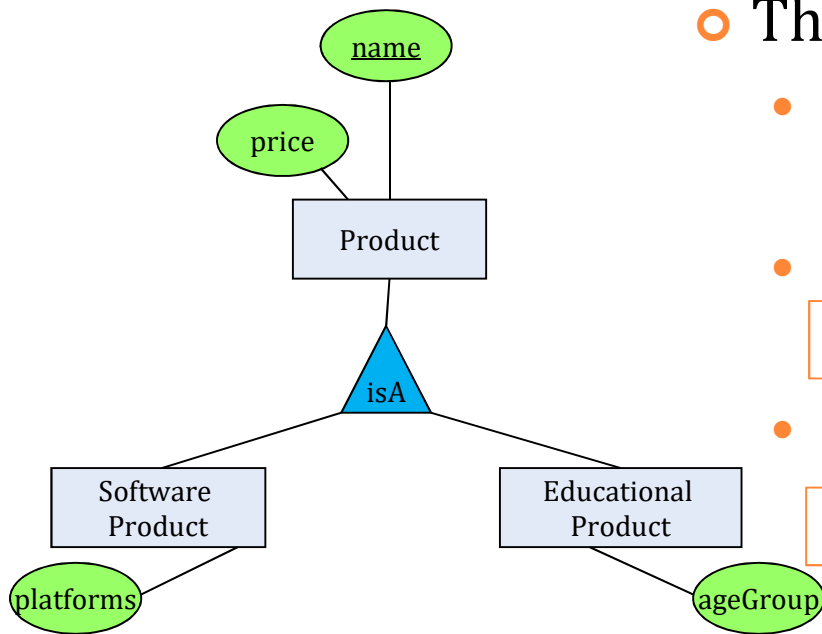 Th
name
price
Product
isA
Software
Product
Educational
Product
platforms
ageGroup